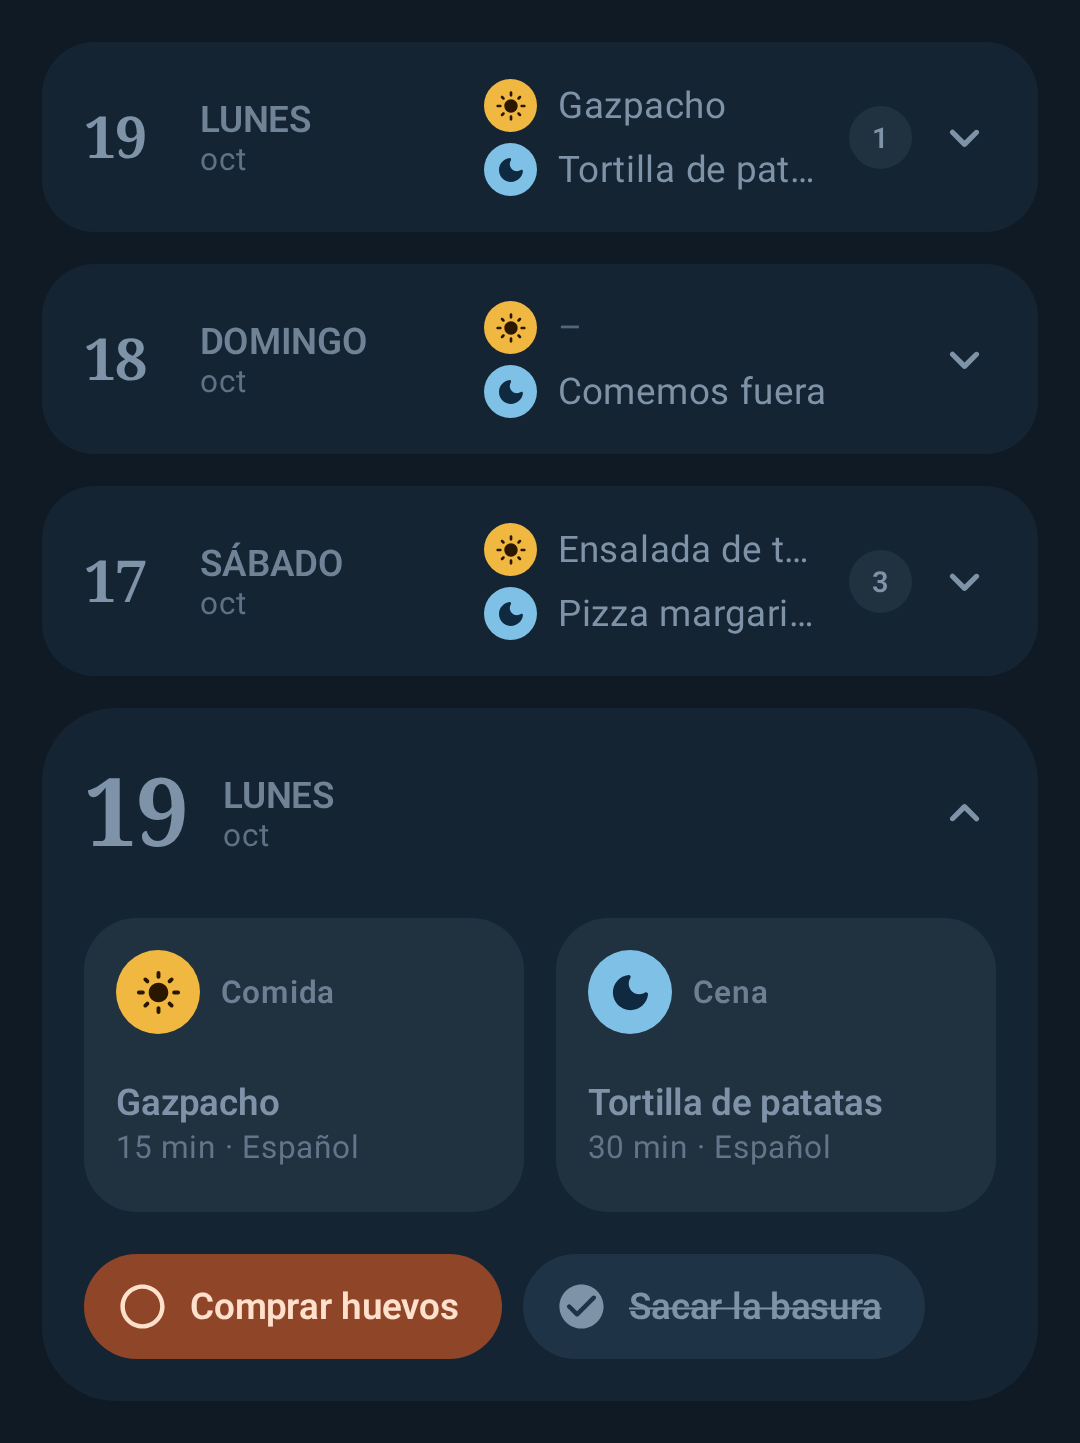 19
LUNES
oct
Gazpacho
Tortilla de pat...
1
18
DOMINGO
oct
–
Comemos fuera
17
SÁBADO
oct
Ensalada de t...
Pizza margari...
3
19
LUNES
oct
Comida
Gazpacho
15 min · Español
Cena
Tortilla de patatas
30 min · Español
Comprar huevos
Sacar la basura